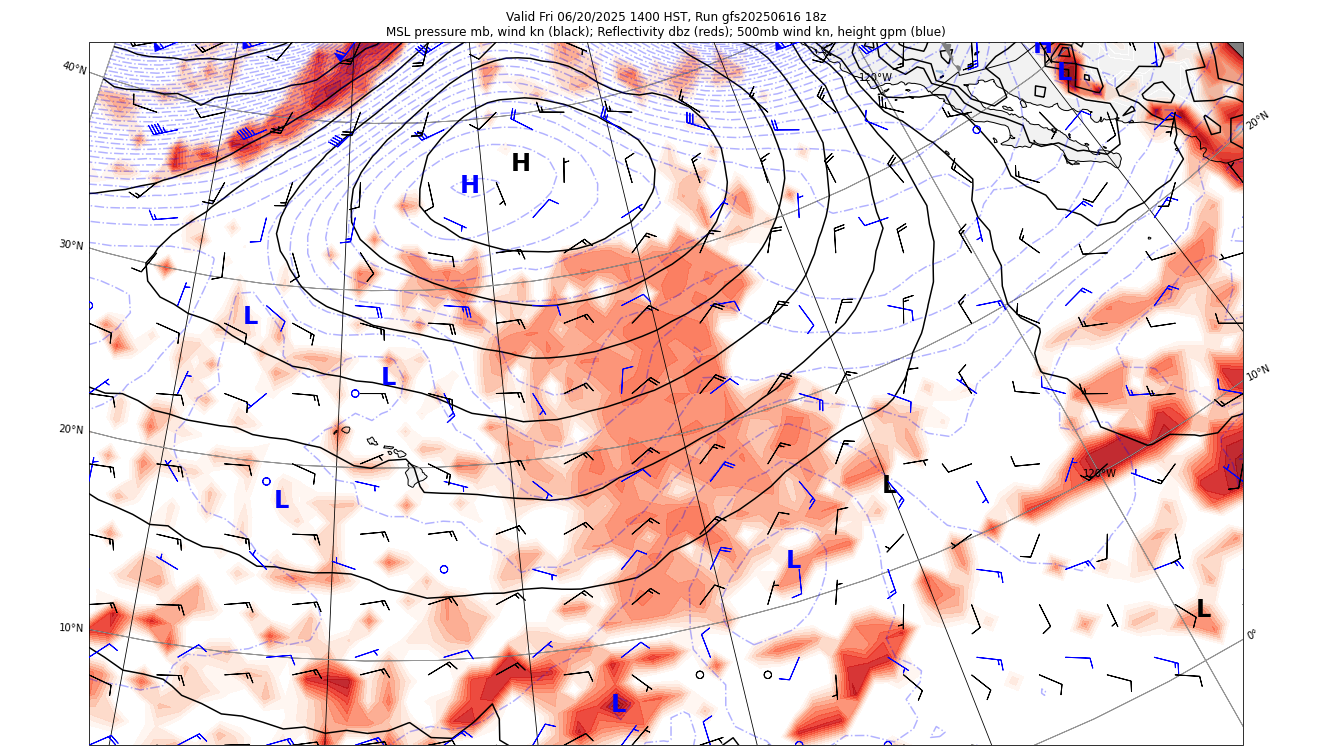 Valid Fri 06/20/2025 1400 HST, Run gfs20250616 18z
MSL pressure mb, wind kn (black); Reflectivity dbz (reds); 500mb wind kn, height gpm (blue)
H
40°N
L
120°W
20°N
H
H
30°N
L
L
10°N
20°N
120°W
L
L
L
L
10°N
0°
L